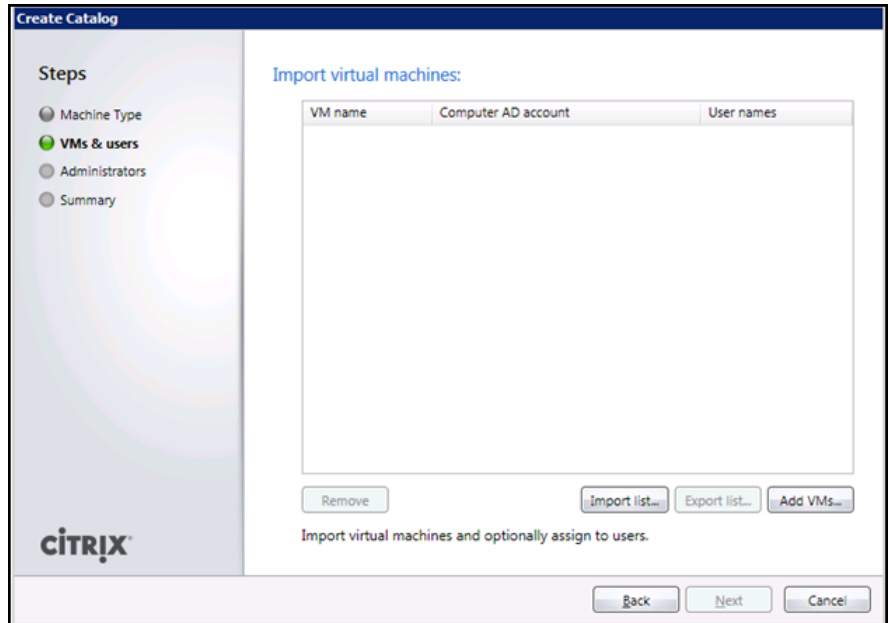 Create Catalog
Steps
Machine Type
VMs & users
Administrators
Summary
CITRIX
Import virtual machines:
VM name Computer AD account User names
Remove Import list... Export list... Add VMs...
Import virtual machines and optionally assign to users.
Back Next Cancel